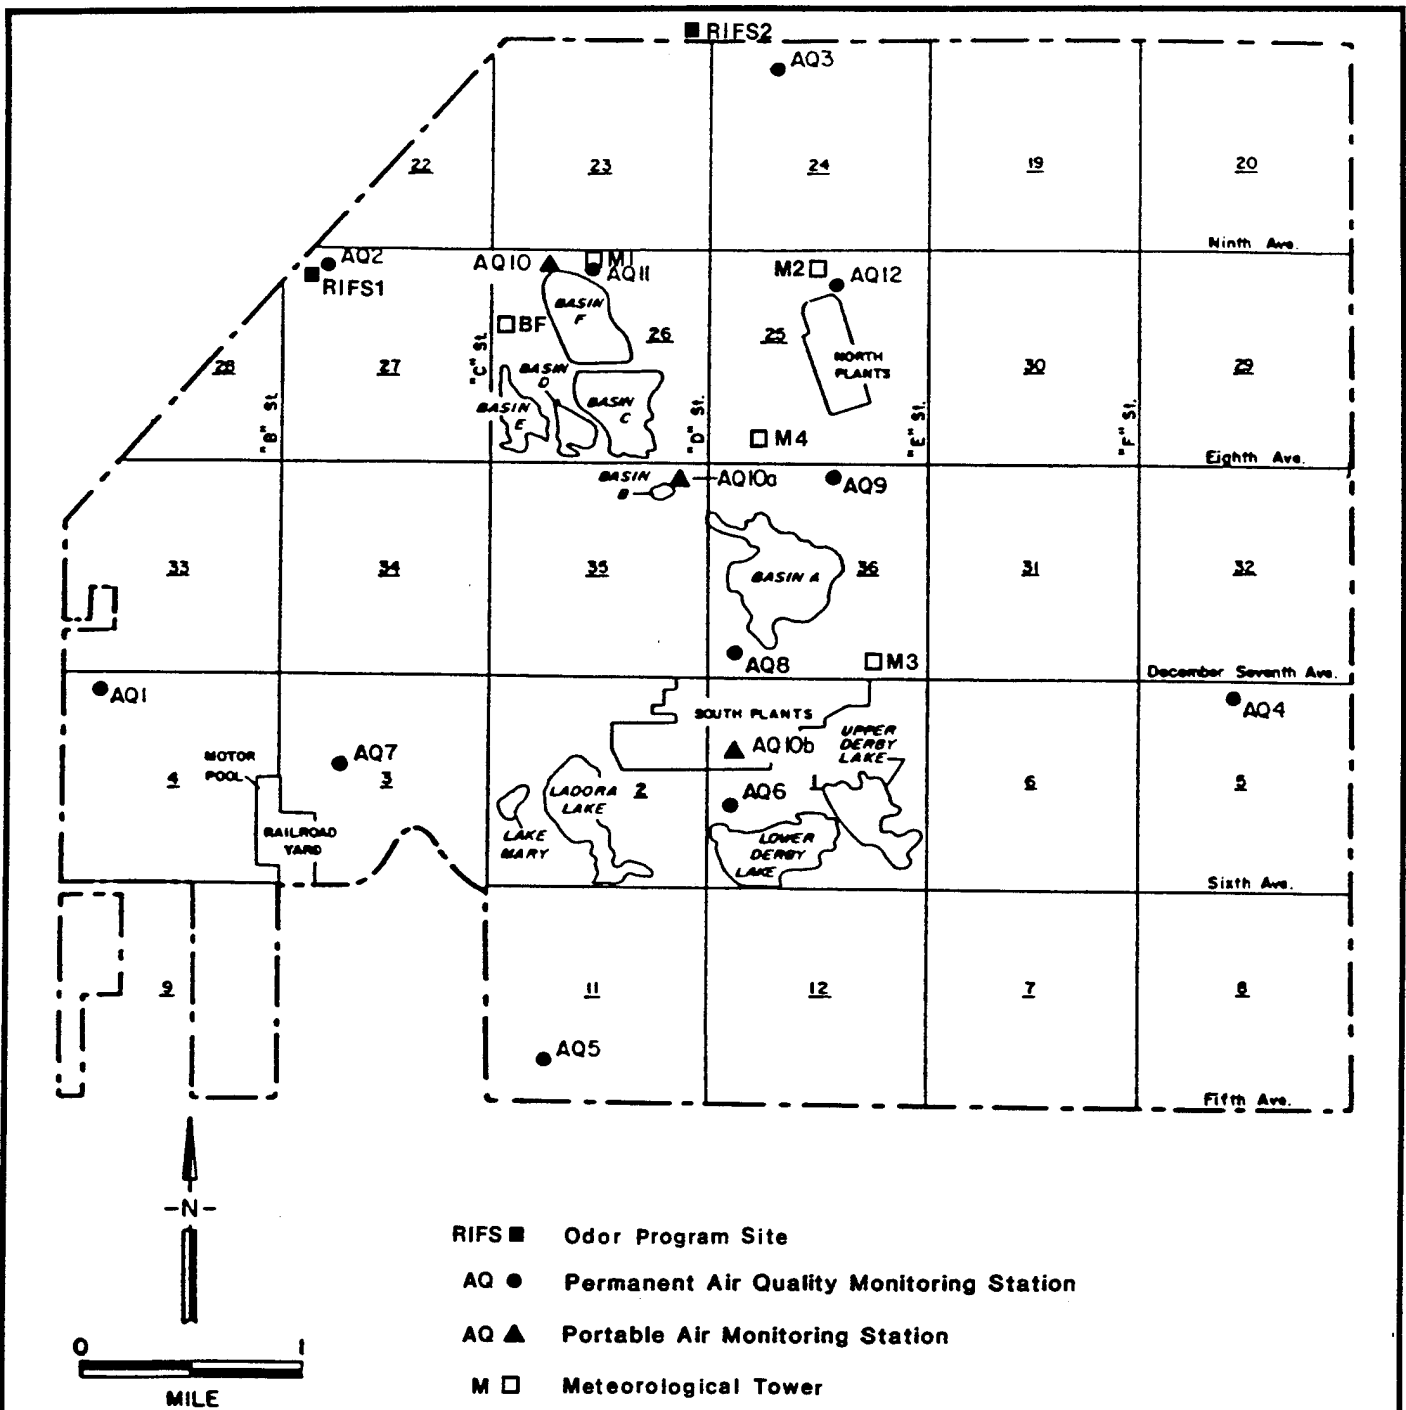 RIFS2
AQ3
22
23
24
19
20
Ninth Ave.
AQ2
RIFS1
AQ10
M1
AQ11
M2
AQ12
BASIN
F
BF
26
25
NORTH
PLANTS
28
27
"C" St.
BASIN
D
BASIN
E
BASIN
C
30
29
"B" St.
"D" St.
"E" St.
"F" St.
M4
Eighth Ave.
BASIN
B
AQ10a
AQ9
33
34
35
BASIN A
36
31
32
AQ8
M3
December Seventh Ave.
AQ1
AQ4
SOUTH PLANTS
AQ10b
UPPER
DERBY
LAKE
MOTOR
POOL
AQ7
4
3
LADORA
LAKE
2
AQ6
1
6
5
RAILROAD
YARD
LAKE
MARY
LOWER
DERBY
LAKE
Sixth Ave.
9
11
12
7
8
AQ5
Fifth Ave.
-N-
RIFS ■ Odor Program Site
AQ ● Permanent Air Quality Monitoring Station
AQ ▲ Portable Air Monitoring Station
M □ Meteorological Tower
0 1
MILE